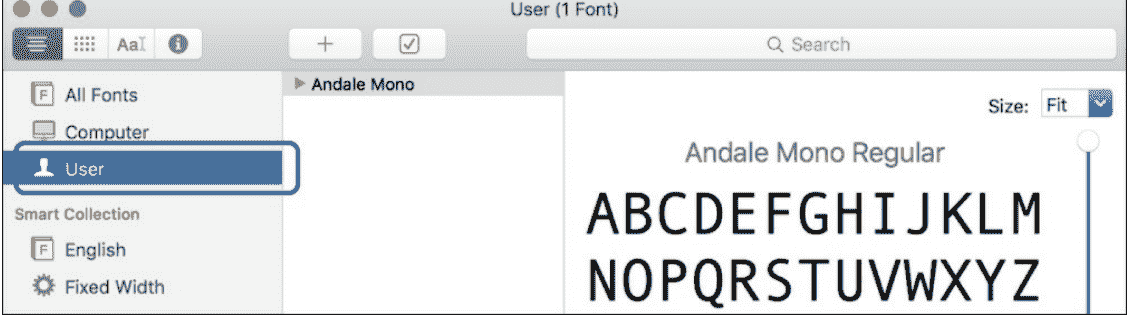 User (1 Font)
Aa
Search
F All Fonts
Computer
User
Smart Collection
F English
Fixed Width
Andale Mono
Size: Fit
Andale Mono Regular
ABCDEFGHIJKLM
NOPQRSTUVWXYZ